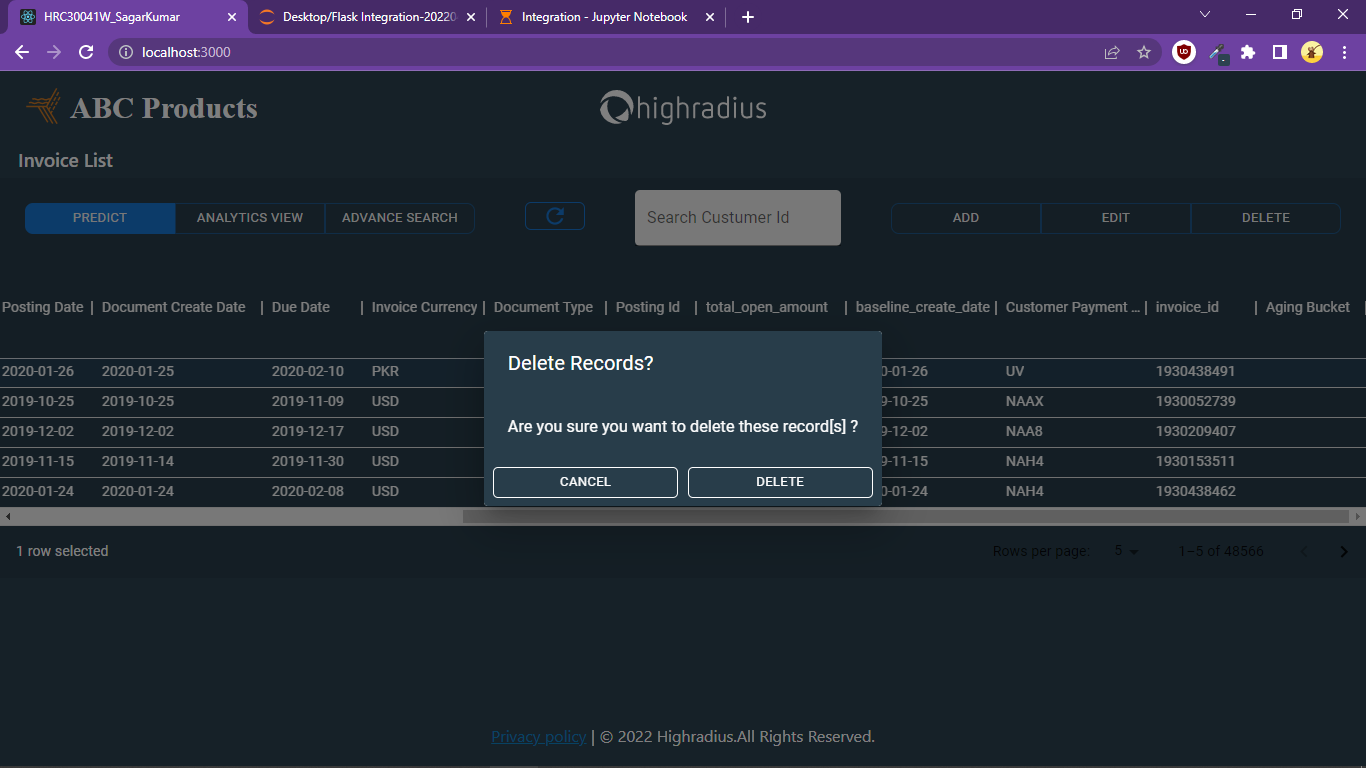 HRC30041W_SagarKumar
Desktop/Flask Integration-20220
Integration - Jupyter Notebook
localhost:3000
ABC Products
highradius
Invoice List
PREDICT ANALYTICS VIEW ADVANCE SEARCH Search Custumer Id ADD EDIT DELETE
Posting Date | Document Create Date | Due Date | Invoice Currency | Document Type | Posting Id | total_open_amount | baseline_create_date | Customer Payment ... | invoice_id | Aging Bucket |
2020-01-26 2020-01-25 2020-02-10 PKR 0-01-26 UV 1930438491
2019-10-25 2019-10-25 2019-11-09 USD 9-10-25 NAAX 1930052739
2019-12-02 2019-12-02 2019-12-17 USD 9-12-02 NAA8 1930209407
2019-11-15 2019-11-14 2019-11-30 USD 9-11-15 NAH4 1930153511
2020-01-24 2020-01-24 2020-02-08 USD 0-01-24 NAH4 1930438462
Delete Records?
Are you sure you want to delete these record[s] ?
CANCEL DELETE
1 row selected Rows per page: 5 1–5 of 48566
Privacy policy | © 2022 Highradius.All Rights Reserved.